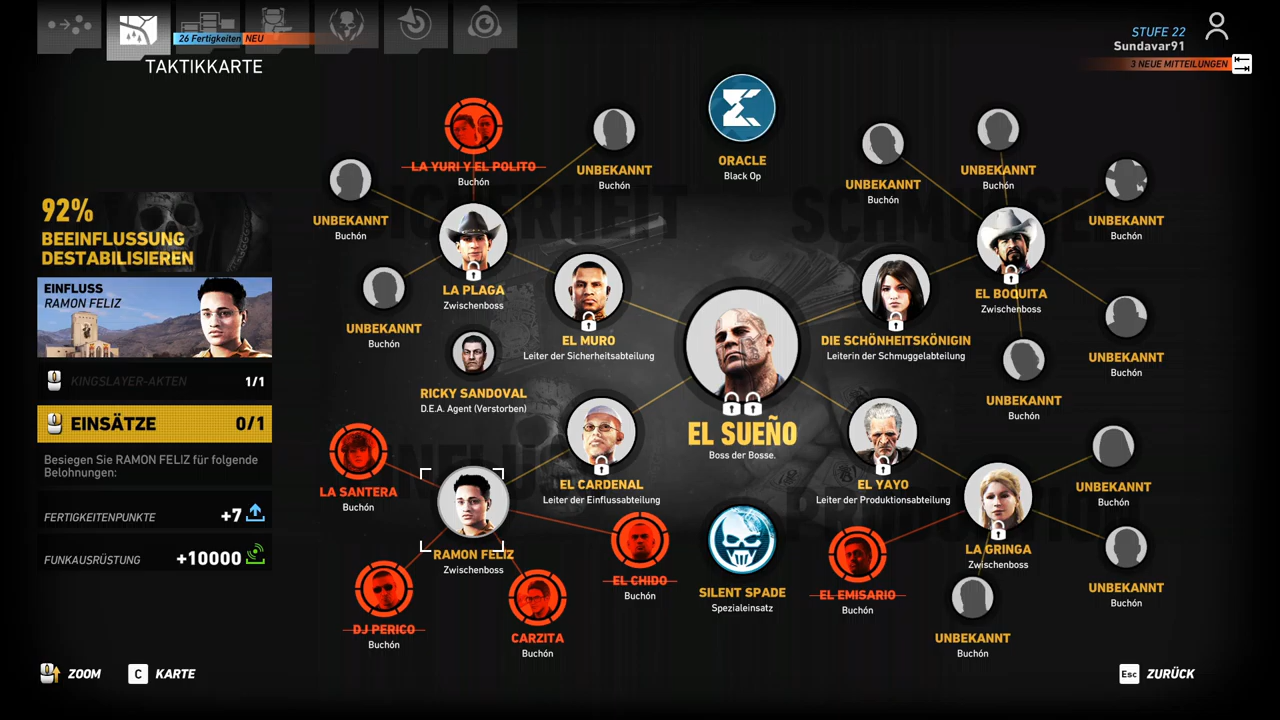 26 Fertigkeiten NEU
TAKTIKKARTE
STUFE 22
Sundavar91
3 NEUE MITTEILUNGEN
92%
BEEINFLUSSUNG
DESTABILISIEREN
EINFLUSS
RAMON FELIZ
KINGSLAYER-AKTEN 1/1
EINSÄTZE 0/1
Besiegen Sie RAMON FELIZ für folgende
Belohnungen:
FERTIGKEITENPUNKTE +7
FUNKAUSRÜSTUNG +10000
LA YURI Y EL POLITO
Buchón
UNBEKANNT
Buchón
ORACLE
Black Op
UNBEKANNT
Buchón
UNBEKANNT
Buchón
UNBEKANNT
Buchón
UNBEKANNT
Buchón
LA PLAGA
Zwischenboss
EL BOQUITA
Zwischenboss
UNBEKANNT
Buchón
EL MURO
Leiter der Sicherheitsabteilung
DIE SCHÖNHEITSKÖNIGIN
Leiterin der Schmuggelabteilung
UNBEKANNT
Buchón
RICKY SANDOVAL
D.E.A. Agent (Verstorben)
UNBEKANNT
Buchón
EL SUEÑO
Boss der Bosse.
LA SANTERA
Buchón
EL CARDENAL
Leiter der Einflussabteilung
EL YAYO
Leiter der Produktionsabteilung
UNBEKANNT
Buchón
RAMON FELIZ
Zwischenboss
LA GRINGA
Zwischenboss
EL CHIDO
Buchón
SILENT SPADE
Spezialeinsatz
EL EMISARIO
Buchón
UNBEKANNT
Buchón
DJ PERICO
Buchón
CARZITA
Buchón
UNBEKANNT
Buchón
ZOOM
C KARTE
Esc ZURÜCK